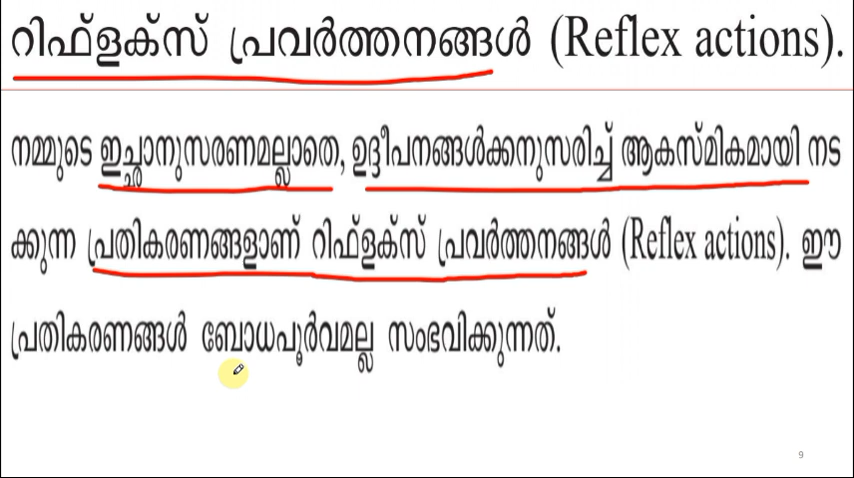 റിഫ്ളക്സ് പ്രവർത്തനങ്ങൾ (Reflex actions).
നമ്മുടെ ഇച്ഛാനുസരണമല്ലാതെ, ഉദ്ദീപനങ്ങൾക്കനുസരിച്ച് ആകസ്മികമായി നട
ക്കുന്ന പ്രതികരണങ്ങളാണ് റിഫ്ളക്സ് പ്രവർത്തനങ്ങൾ (Reflex actions). ഈ
പ്രതികരണങ്ങൾ ബോധപൂർവമല്ല സംഭവിക്കുന്നത്.
9